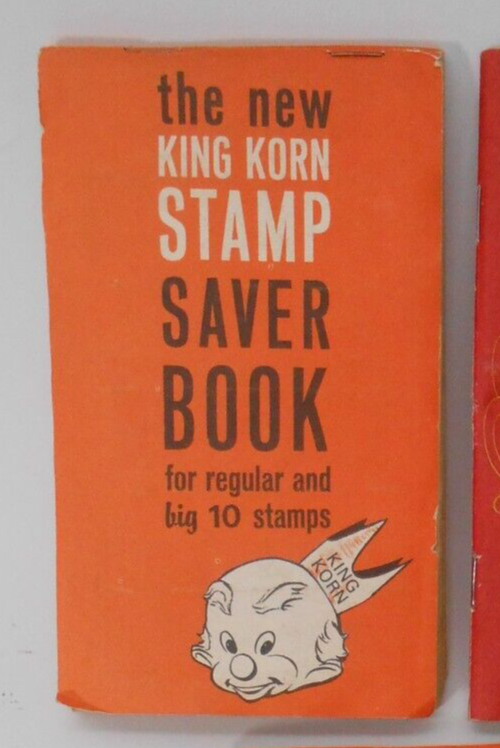 the new
KING KORN
STAMP
SAVER
BOOK
for regular and
big 10 stamps
KING
KORN